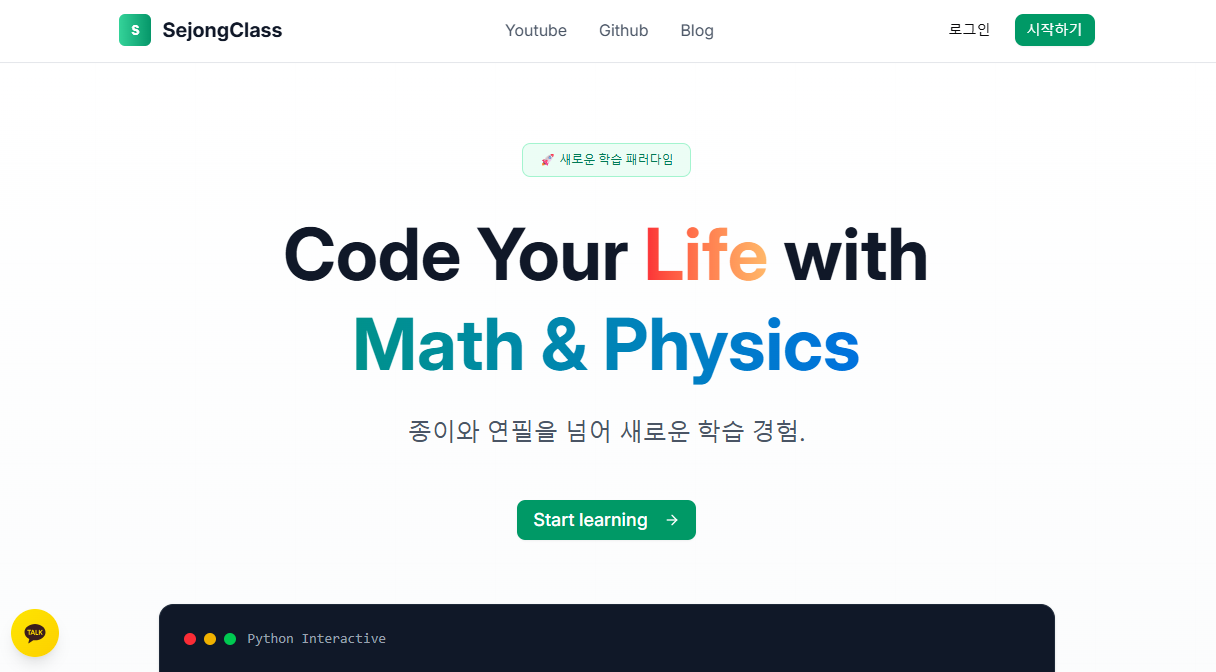 S SejongClass Youtube Github Blog 로그인 시작하기
🚀 새로운 학습 패러다임
Code Your Life with
Math & Physics
종이와 연필을 넘어 새로운 학습 경험.
Start learning →
Python Interactive
TALK